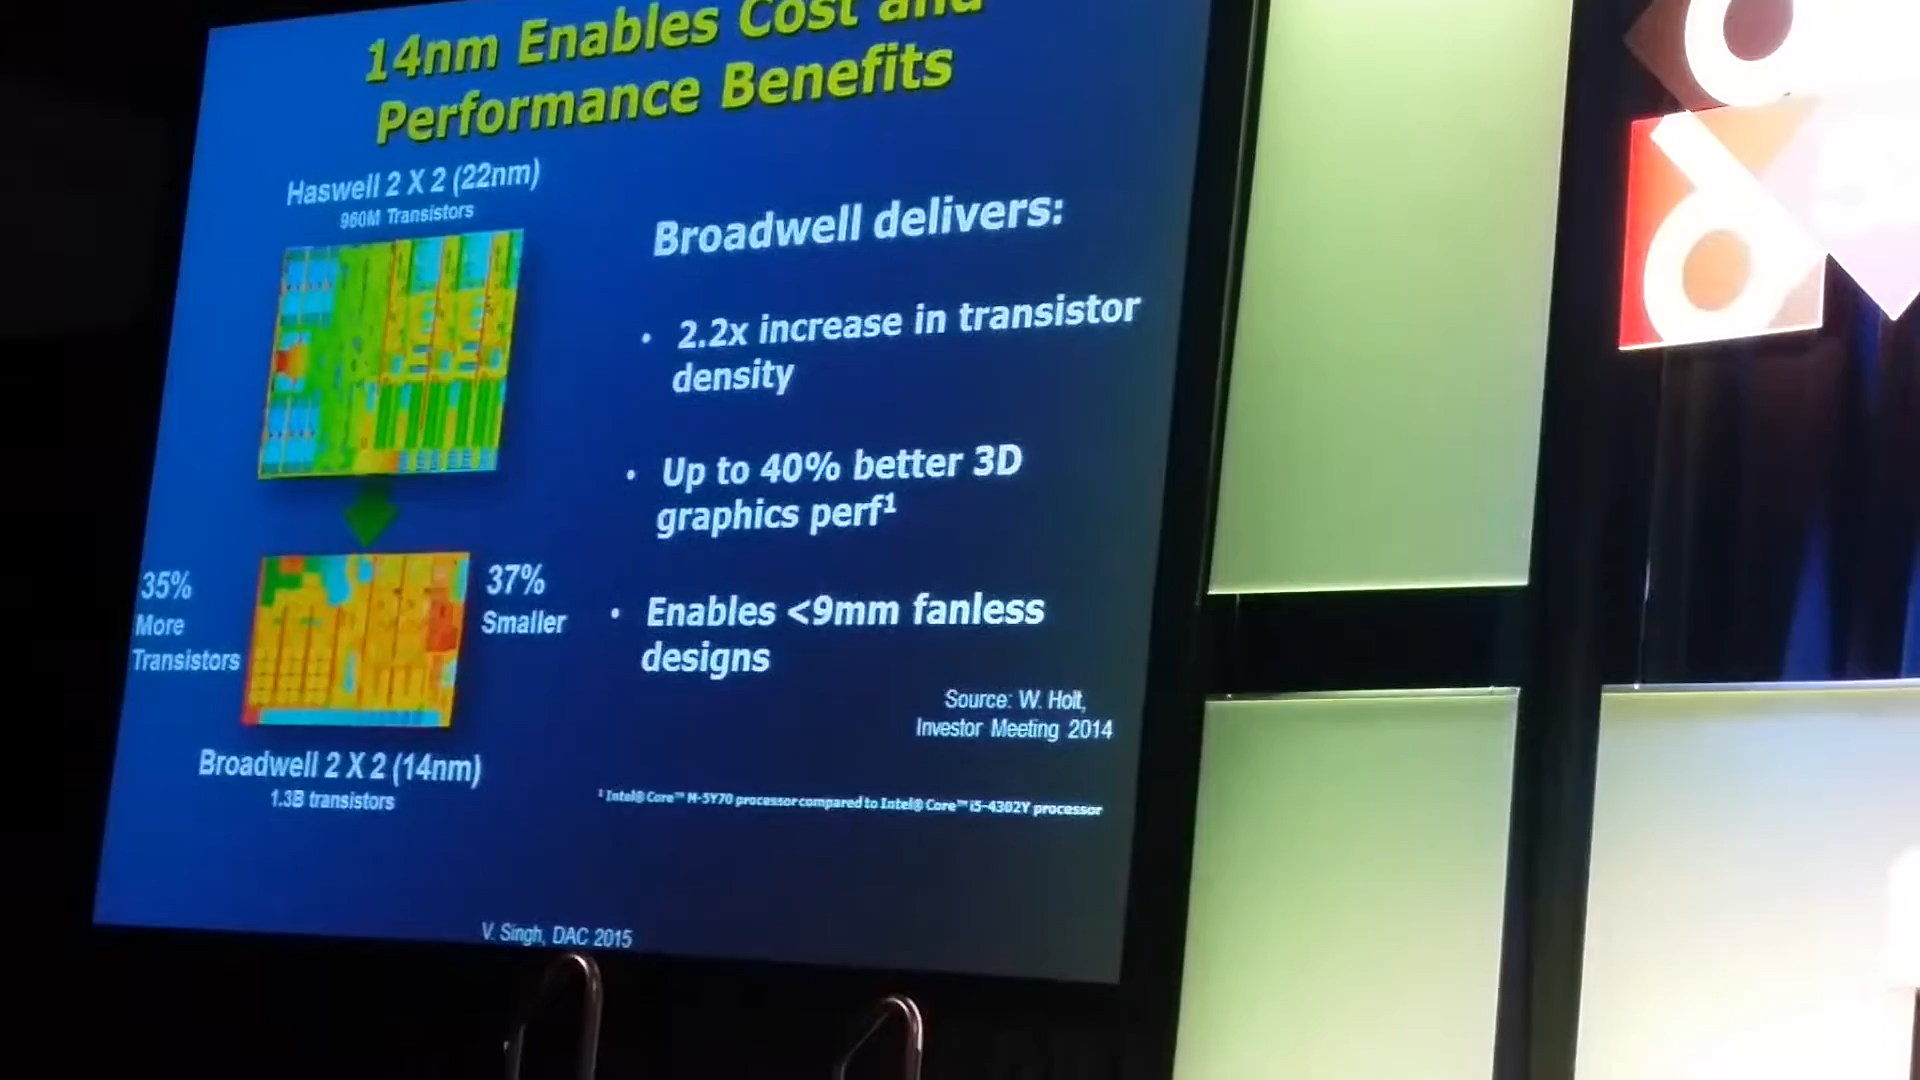 14nm Enables Cost and
Performance Benefits
Haswell 2 X 2 (22nm)
960M Transistors
35%
More
Transistors
37%
Smaller
Broadwell 2 X 2 (14nm)
1.3B transistors
Broadwell delivers:
• 2.2x increase in transistor
density
• Up to 40% better 3D
graphics perf¹
• Enables <9mm fanless
designs
Source: W. Holt,
Investor Meeting 2014
¹ Intel® Core™ M-5Y70 processor compared to Intel® Core™ i5-4302Y processor
V. Singh, DAC 2015